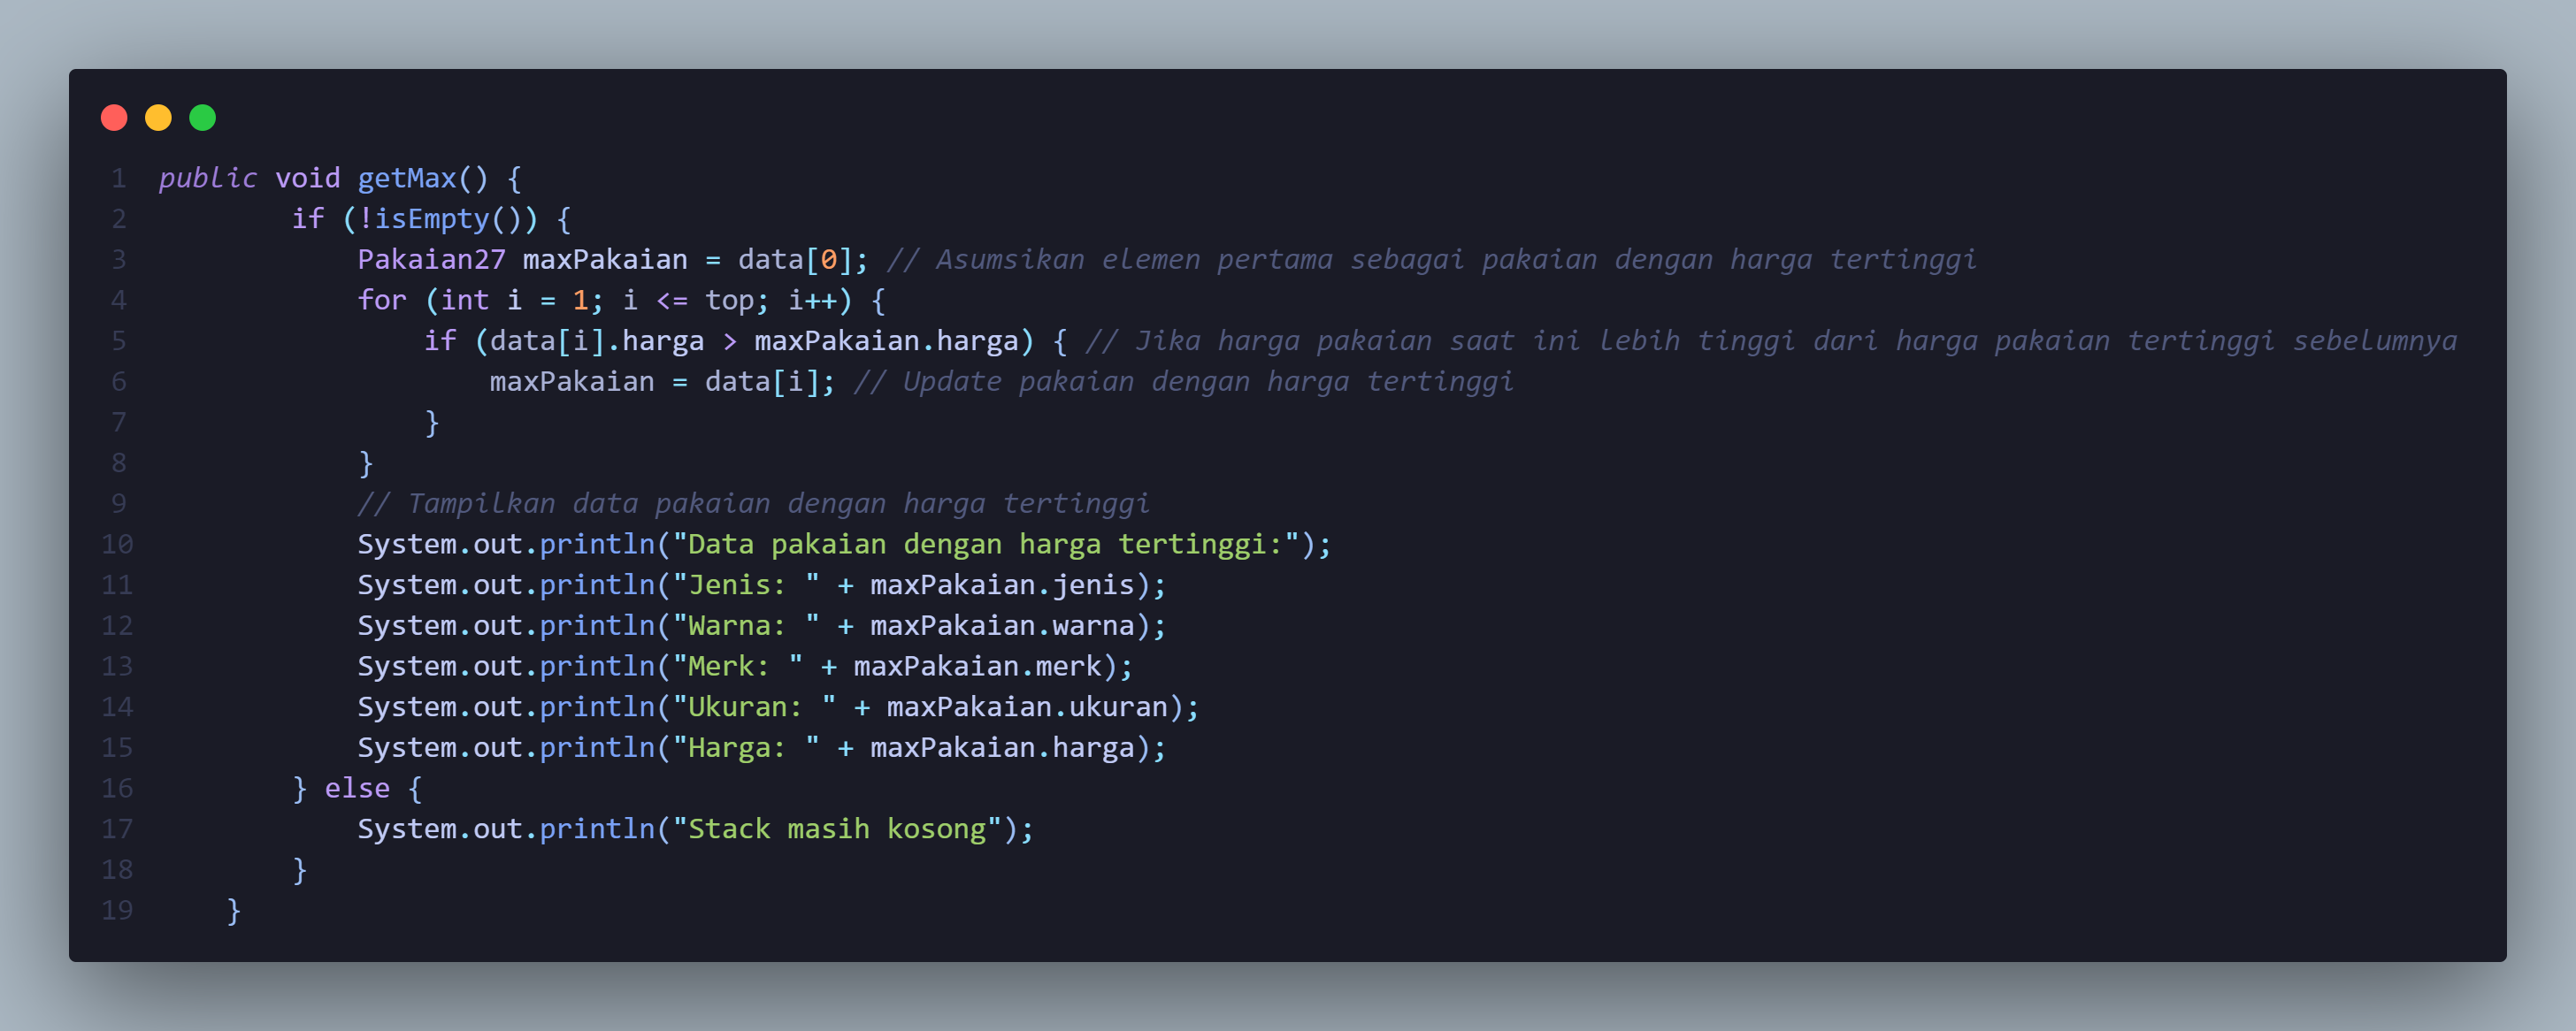 1 public void getMax() {
2         if (!isEmpty()) {
3             Pakaian27 maxPakaian = data[0]; // Asumsikan elemen pertama sebagai pakaian dengan harga tertinggi
4             for (int i = 1; i <= top; i++) {
5                 if (data[i].harga > maxPakaian.harga) { // Jika harga pakaian saat ini lebih tinggi dari harga pakaian tertinggi sebelumnya
6                     maxPakaian = data[i]; // Update pakaian dengan harga tertinggi
7                 }
8             }
9             // Tampilkan data pakaian dengan harga tertinggi
10             System.out.println("Data pakaian dengan harga tertinggi:");
11             System.out.println("Jenis: " + maxPakaian.jenis);
12             System.out.println("Warna: " + maxPakaian.warna);
13             System.out.println("Merk: " + maxPakaian.merk);
14             System.out.println("Ukuran: " + maxPakaian.ukuran);
15             System.out.println("Harga: " + maxPakaian.harga);
16         } else {
17             System.out.println("Stack masih kosong");
18         }
19     }